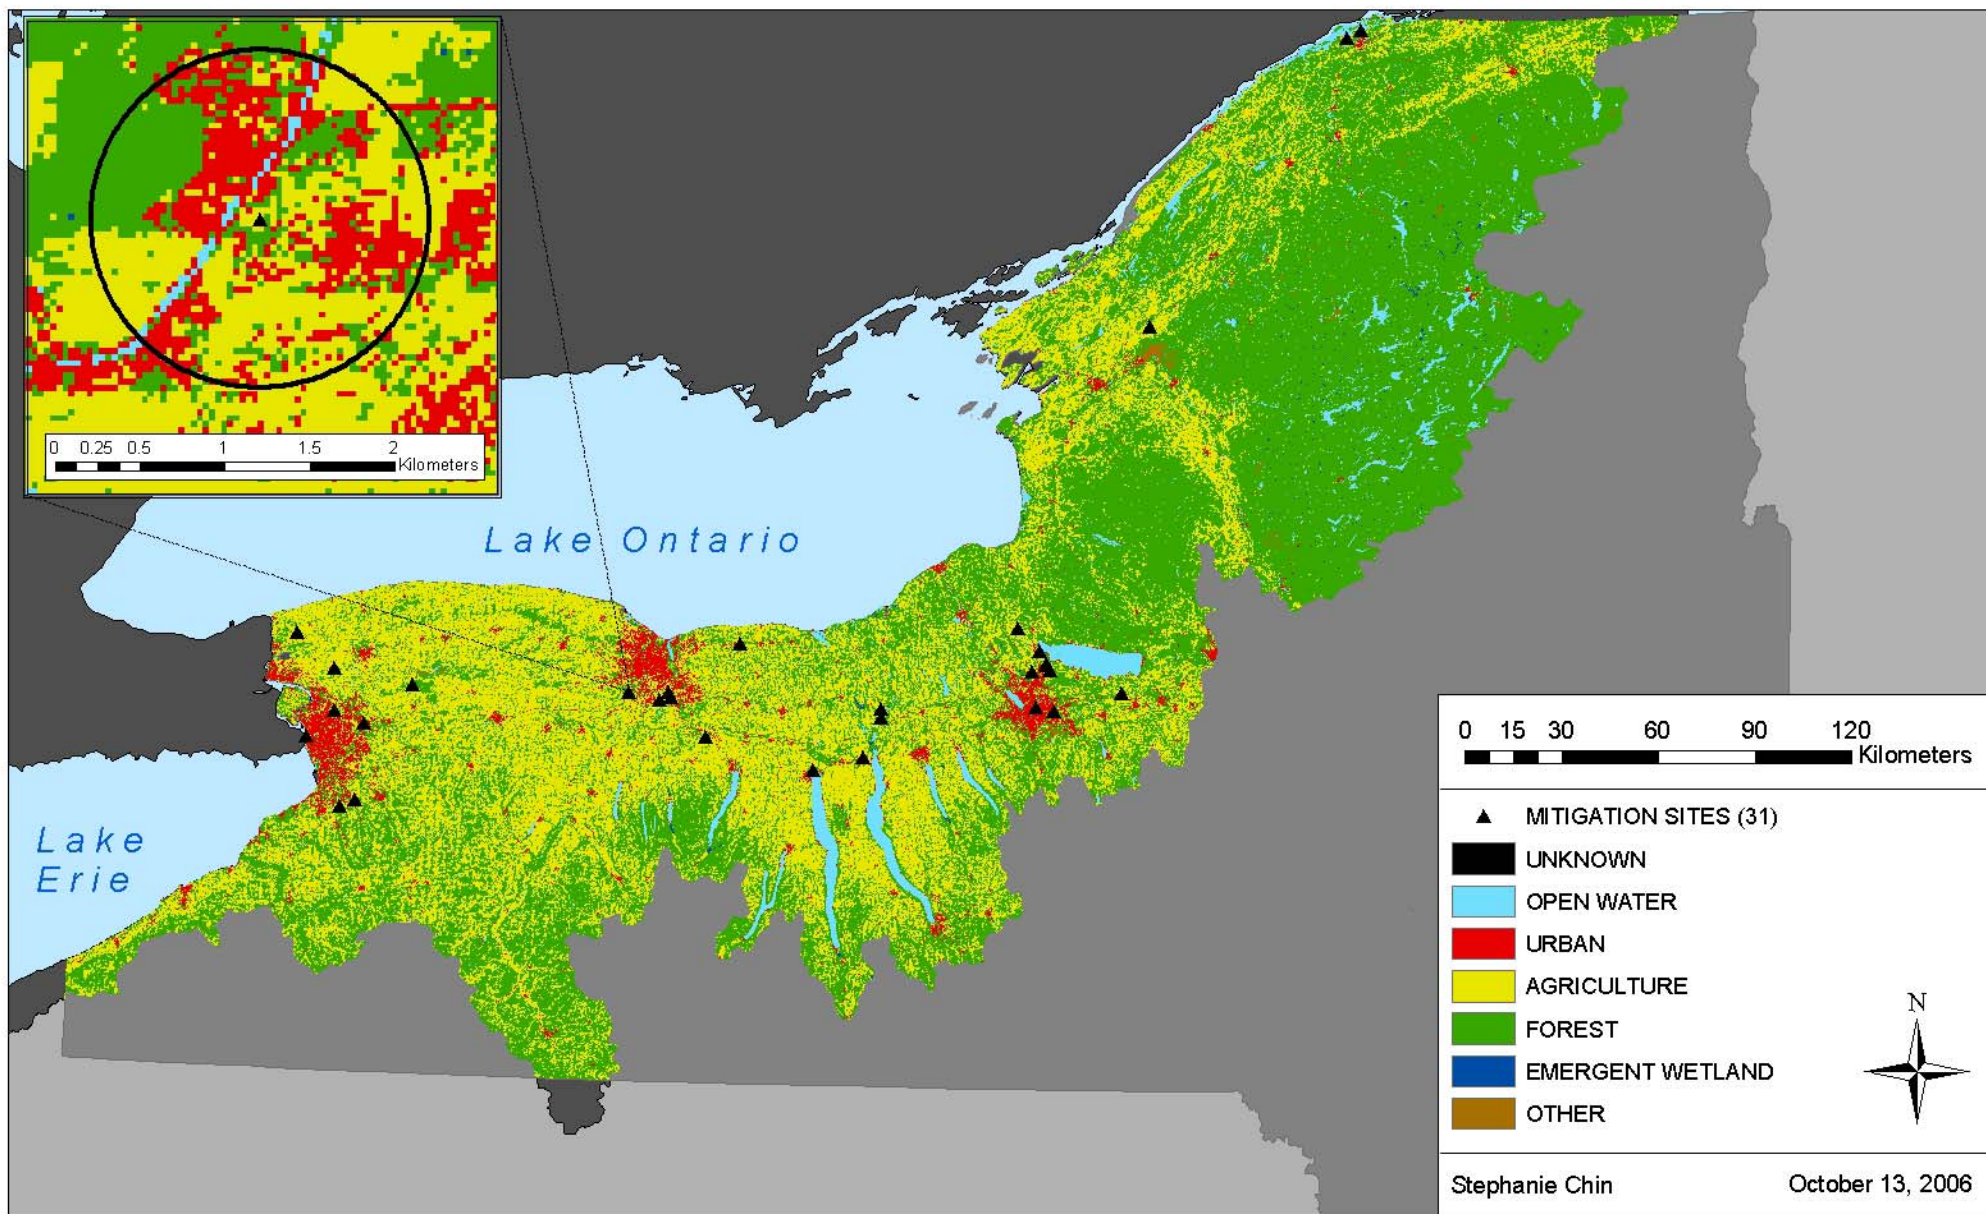 0 0.25 0.5 1 1.5 2
Kilometers
Lake Ontario
Lake
Erie
0 15 30 60 90 120
Kilometers
MITIGATION SITES (31)
UNKNOWN
OPEN WATER
URBAN
AGRICULTURE
FOREST
EMERGENT WETLAND
OTHER
N
Stephanie Chin October 13, 2006